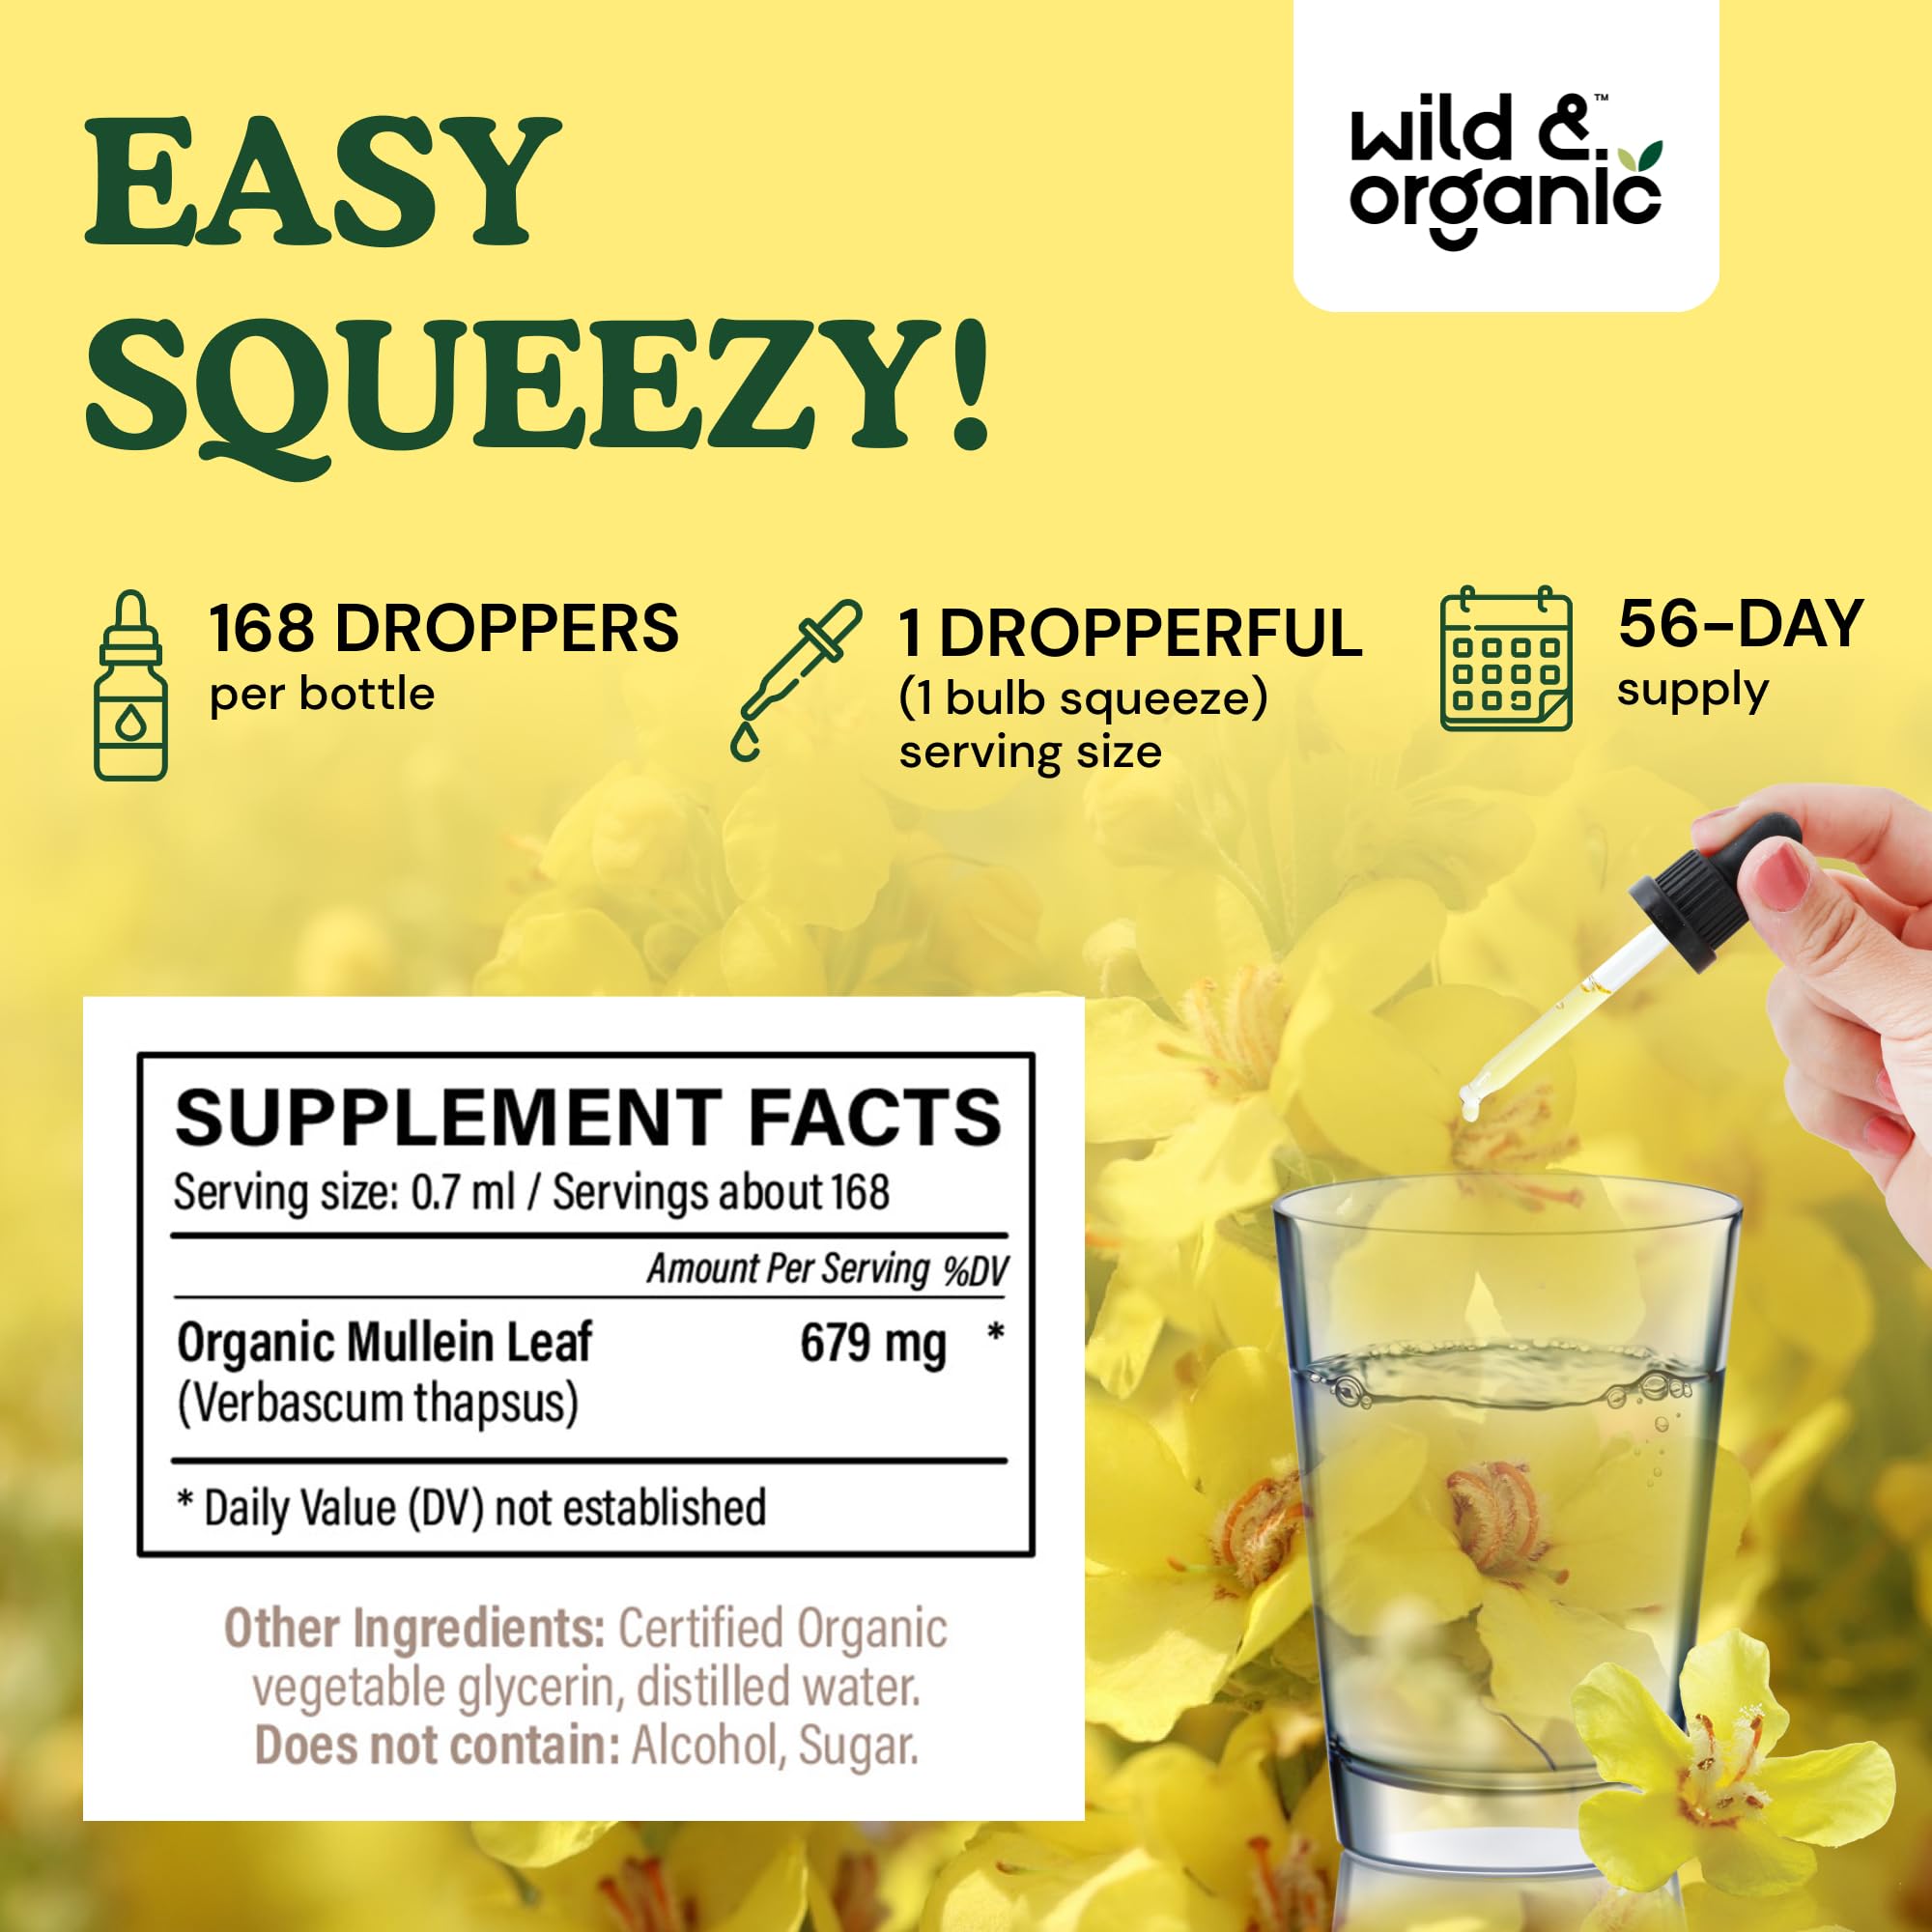 wild &™
organic
EASY
SQUEEZY!
168 DROPPERS
per bottle
1 DROPPERFUL
(1 bulb squeeze)
serving size
56-DAY
supply
SUPPLEMENT FACTS
Serving size: 0.7 ml / Servings about 168
Amount Per Serving %DV
Organic Mullein Leaf 679 mg *
(Verbascum thapsus)
* Daily Value (DV) not established
Other Ingredients: Certified Organic
vegetable glycerin, distilled water.
Does not contain: Alcohol, Sugar.